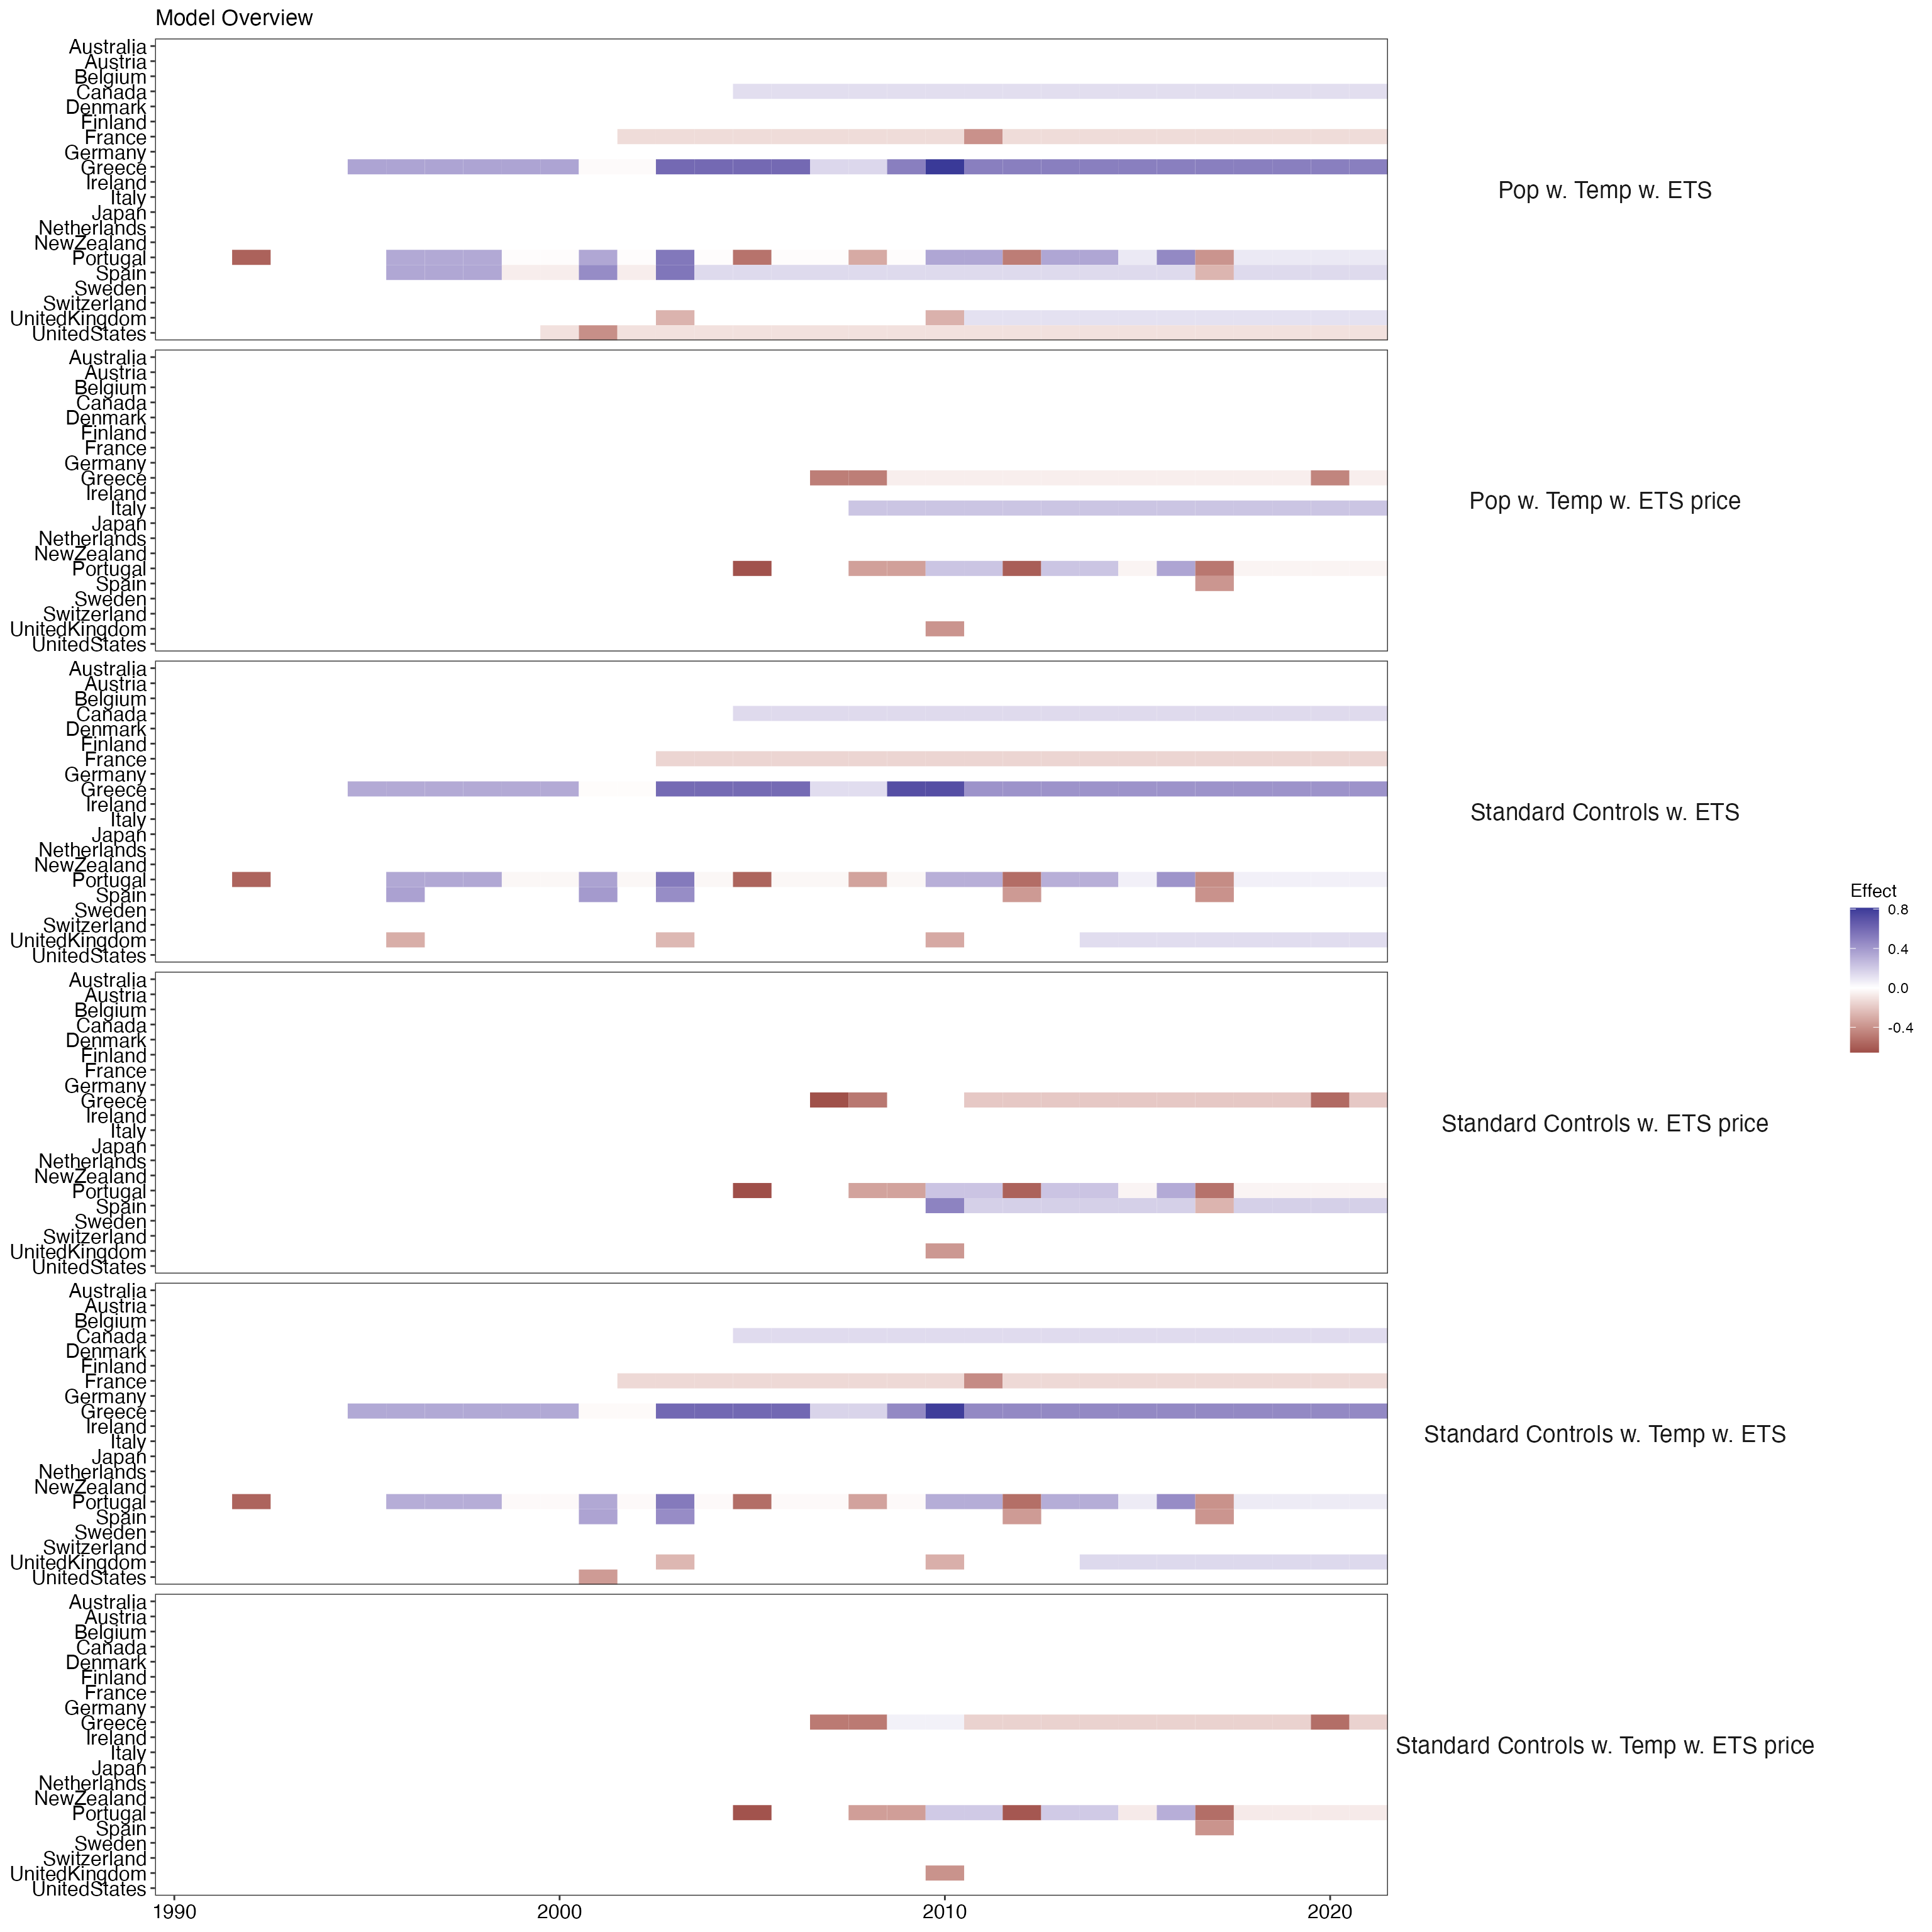 Model Overview
Australia
Austria
Belgium
Canada
Denmark
Finland
France
Germany
Greece
Ireland
Italy
Japan
Netherlands
NewZealand
Portugal
Spain
Sweden
Switzerland
UnitedKingdom
UnitedStates
Pop w. Temp w. ETS
Australia
Austria
Belgium
Canada
Denmark
Finland
France
Germany
Greece
Ireland
Italy
Japan
Netherlands
NewZealand
Portugal
Spain
Sweden
Switzerland
UnitedKingdom
UnitedStates
Pop w. Temp w. ETS price
Australia
Austria
Belgium
Canada
Denmark
Finland
France
Germany
Greece
Ireland
Italy
Japan
Netherlands
NewZealand
Portugal
Spain
Sweden
Switzerland
UnitedKingdom
UnitedStates
Standard Controls w. ETS
Australia
Austria
Belgium
Canada
Denmark
Finland
France
Germany
Greece
Ireland
Italy
Japan
Netherlands
NewZealand
Portugal
Spain
Sweden
Switzerland
UnitedKingdom
UnitedStates
Standard Controls w. ETS price
Australia
Austria
Belgium
Canada
Denmark
Finland
France
Germany
Greece
Ireland
Italy
Japan
Netherlands
NewZealand
Portugal
Spain
Sweden
Switzerland
UnitedKingdom
UnitedStates
Standard Controls w. Temp w. ETS
Australia
Austria
Belgium
Canada
Denmark
Finland
France
Germany
Greece
Ireland
Italy
Japan
Netherlands
NewZealand
Portugal
Spain
Sweden
Switzerland
UnitedKingdom
UnitedStates
Standard Controls w. Temp w. ETS price
1990 2000 2010 2020
Effect
0.8
0.4
0.0
-0.4